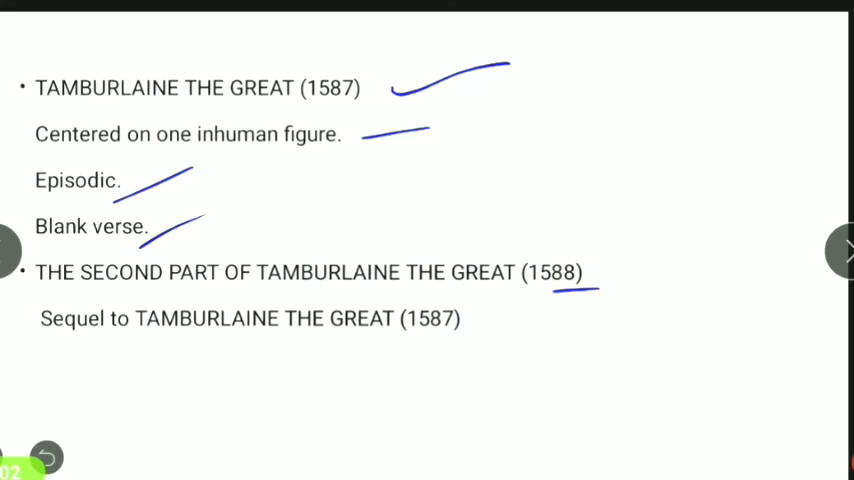 • TAMBURLAINE THE GREAT (1587)
Centered on one inhuman figure.
Episodic.
Blank verse.
• THE SECOND PART OF TAMBURLAINE THE GREAT (1588)
Sequel to TAMBURLAINE THE GREAT (1587)
02